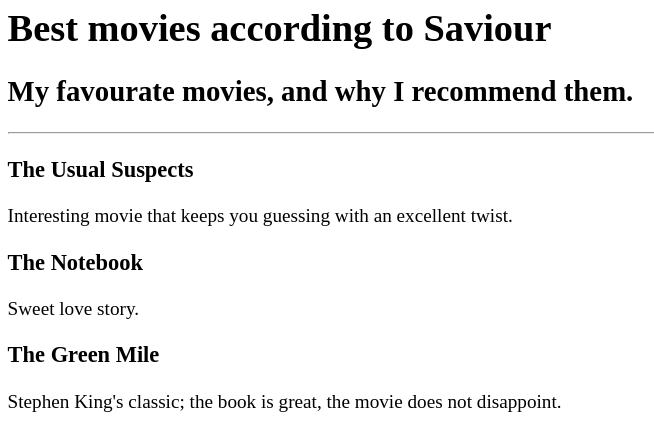 Best movies according to Saviour
My favourate movies, and why I recommend them.
The Usual Suspects
Interesting movie that keeps you guessing with an excellent twist.
The Notebook
Sweet love story.
The Green Mile
Stephen King's classic; the book is great, the movie does not disappoint.